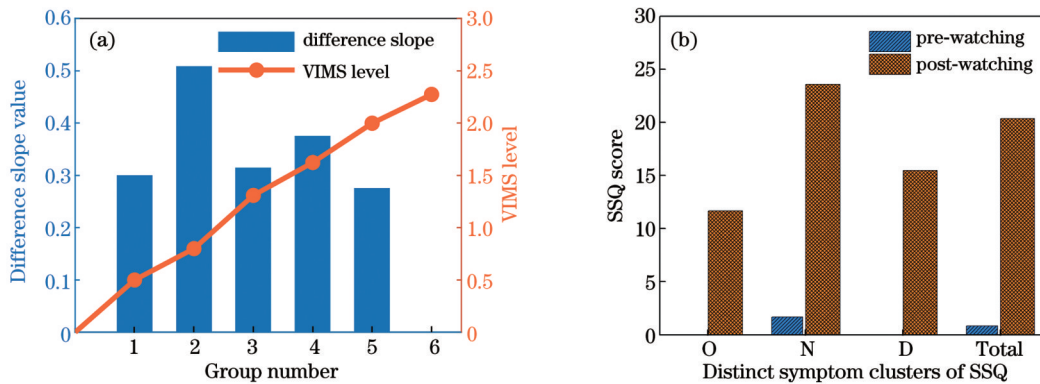 (a)
difference slope
VIMS level
0.6
0.5
0.4
0.3
0.2
0.1
0
Difference slope value
3.0
2.5
2.0
1.5
1.0
0.5
0
VIMS level
1 2 3 4 5 6
Group number
(b)
pre-watching
post-watching
30
25
20
15
10
5
0
SSQ score
O N D Total
Distinct symptom clusters of SSQ